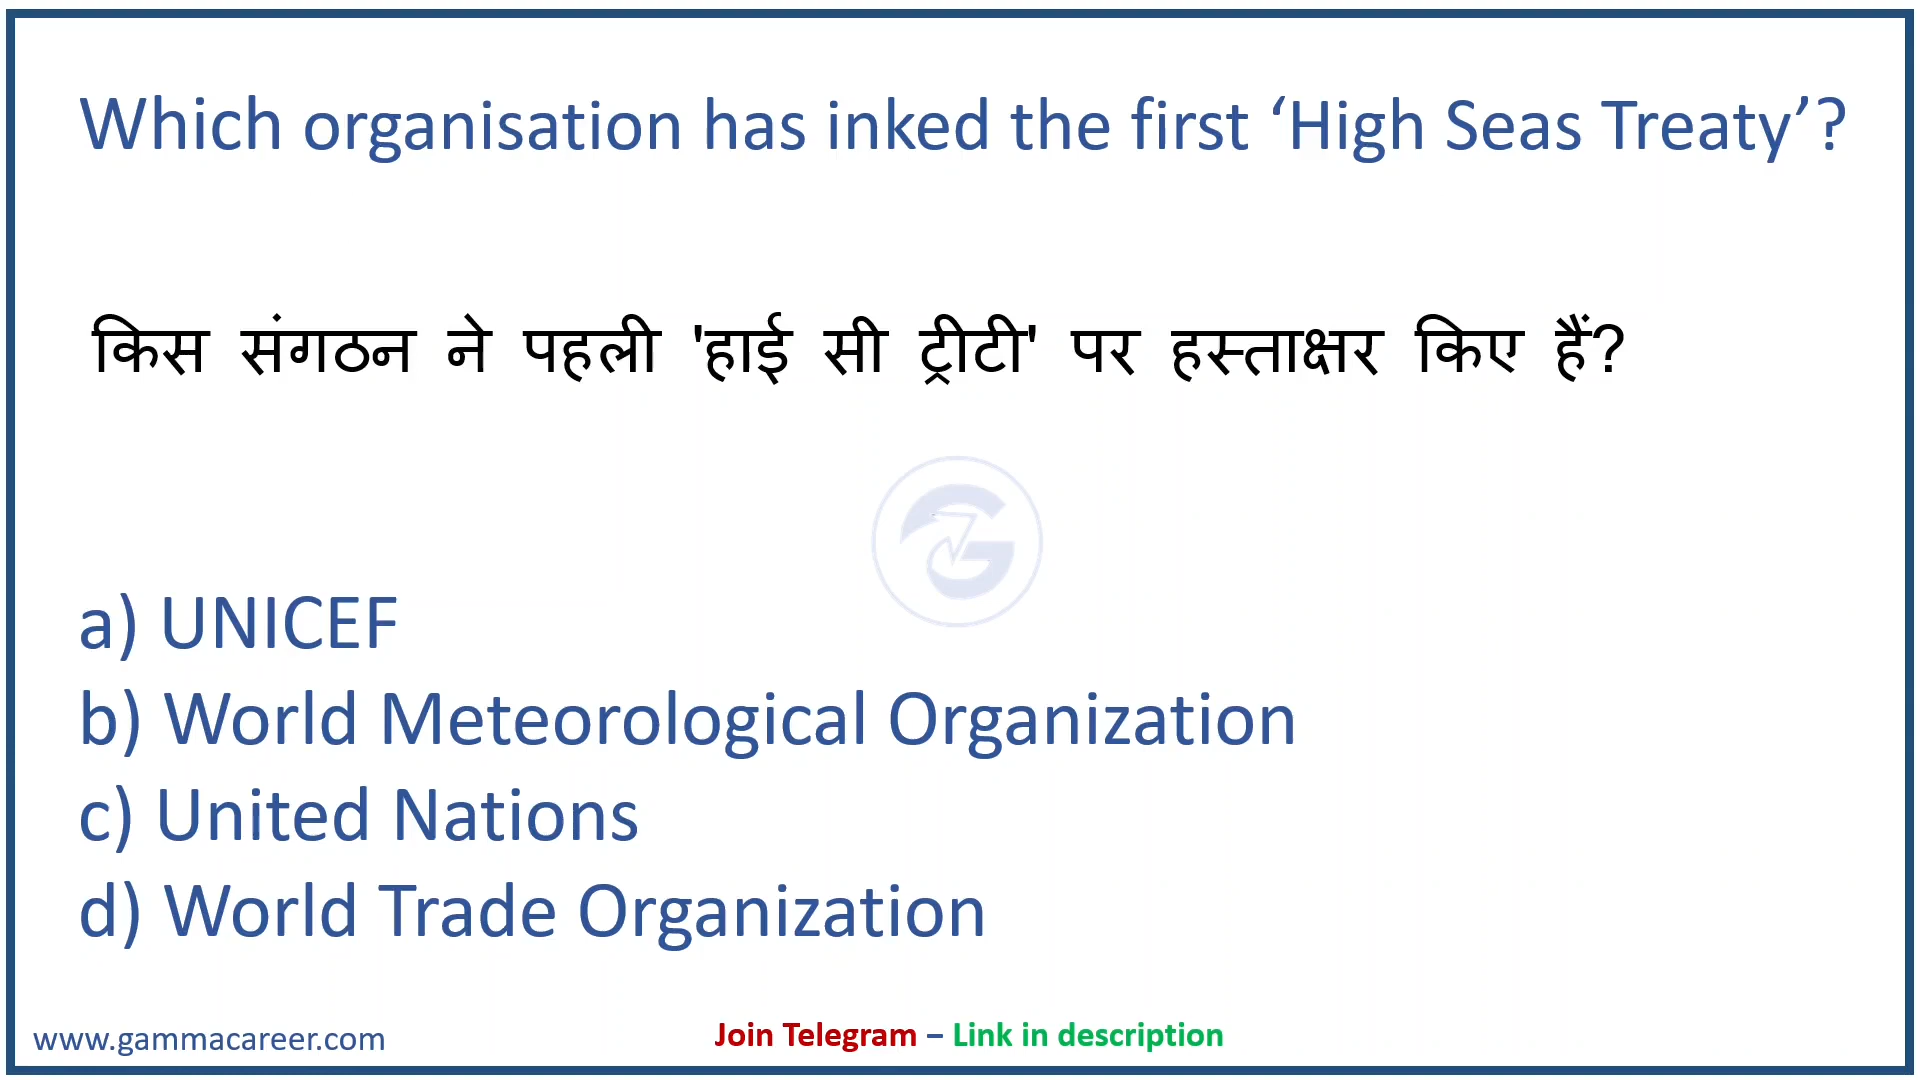 Which organisation has inked the first ‘High Seas Treaty’?
किस संगठन ने पहली 'हाई सी ट्रीटी' पर हस्ताक्षर किए हैं?
a) UNICEF
b) World Meteorological Organization
c) United Nations
d) World Trade Organization
www.gammacareer.com
Join Telegram – Link in description